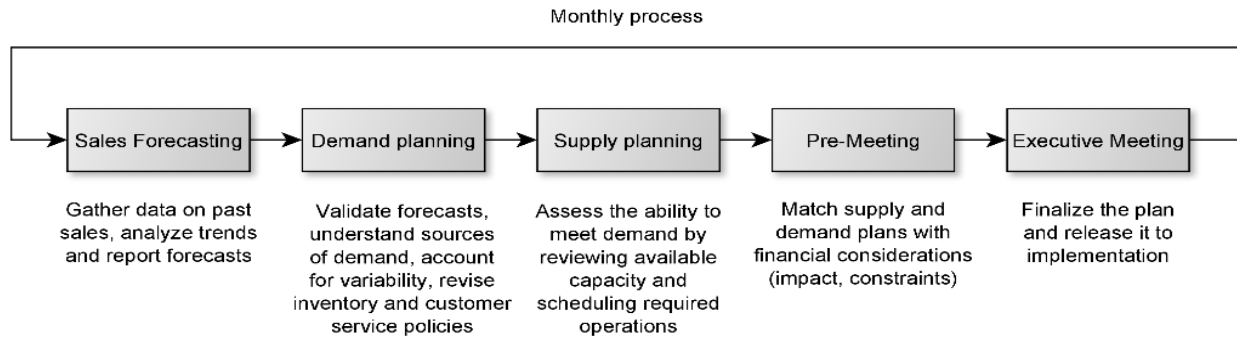 Monthly process
Sales Forecasting
Demand planning
Supply planning
Pre-Meeting
Executive Meeting
Gather data on past
sales, analyze trends
and report forecasts
Validate forecasts,
understand sources
of demand, account
for variability, revise
inventory and customer
service policies
Assess the ability to
meet demand by
reviewing available
capacity and
scheduling required
operations
Match supply and
demand plans with
financial considerations
(impact, constraints)
Finalize the plan
and release it to
implementation